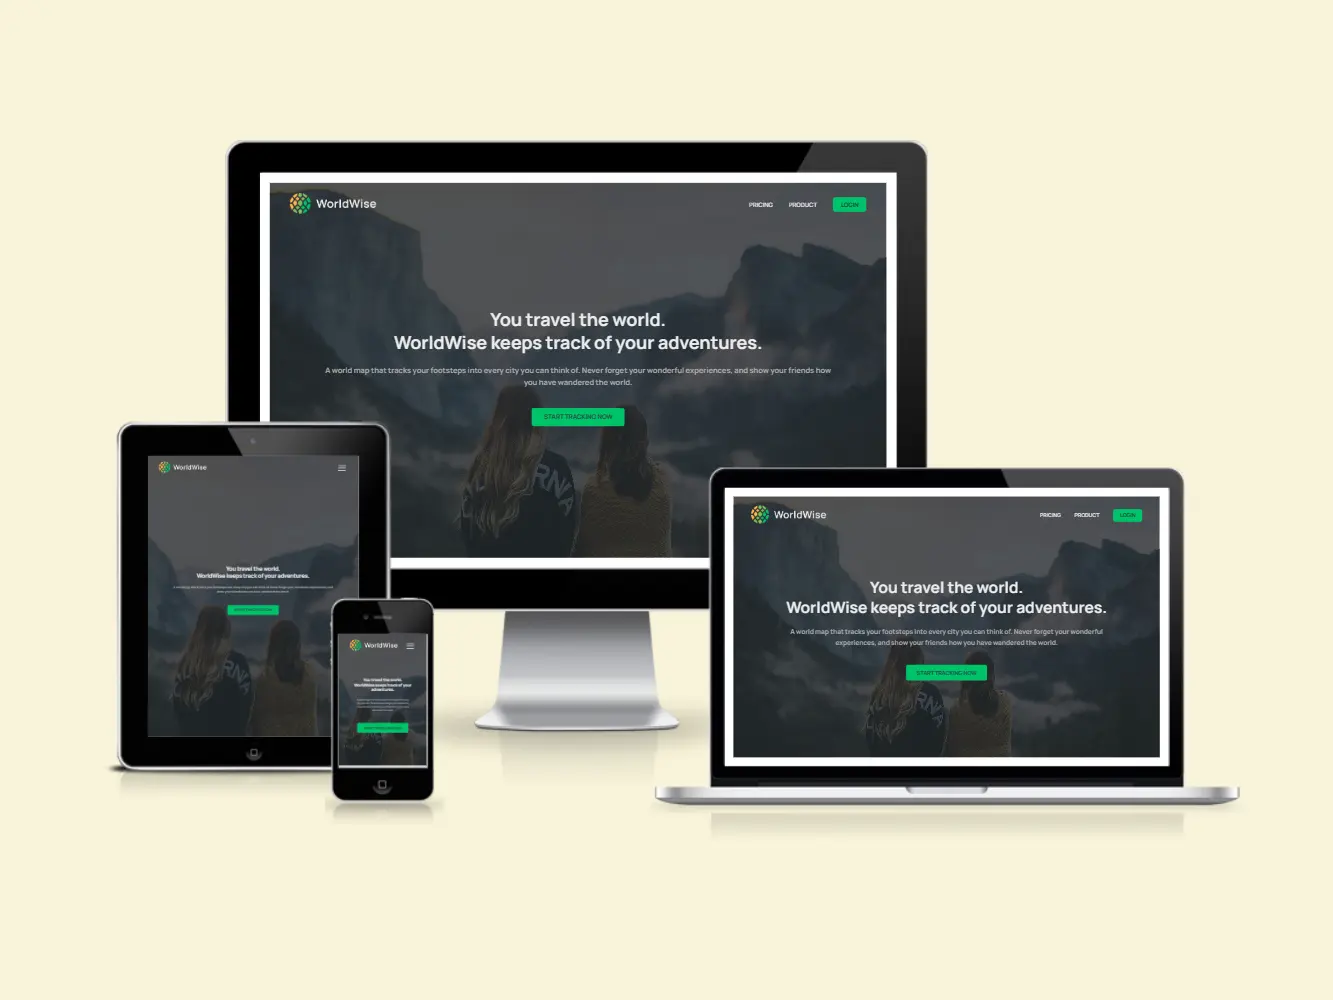 WorldWise
PRICING
PRODUCT
LOGIN
You travel the world.
WorldWise keeps track of your adventures.
A world map that tracks your footsteps into every city you can think of. Never forget your wonderful experiences, and show your friends how
you have wandered the world.
START TRACKING NOW
RNIA
WorldWise
You travel the world.
WorldWise keeps track of your adventures.
WorldWise
You travel the world.
WorldWise keeps track of your
adventures.
WorldWise
PRICING
PRODUCT
LOGIN
You travel the world.
WorldWise keeps track of your adventures.
A world map that tracks your footsteps into every city you can think of. Never forget your wonderful
experiences, and show your friends how you have wandered the world.
START TRACKING NOW